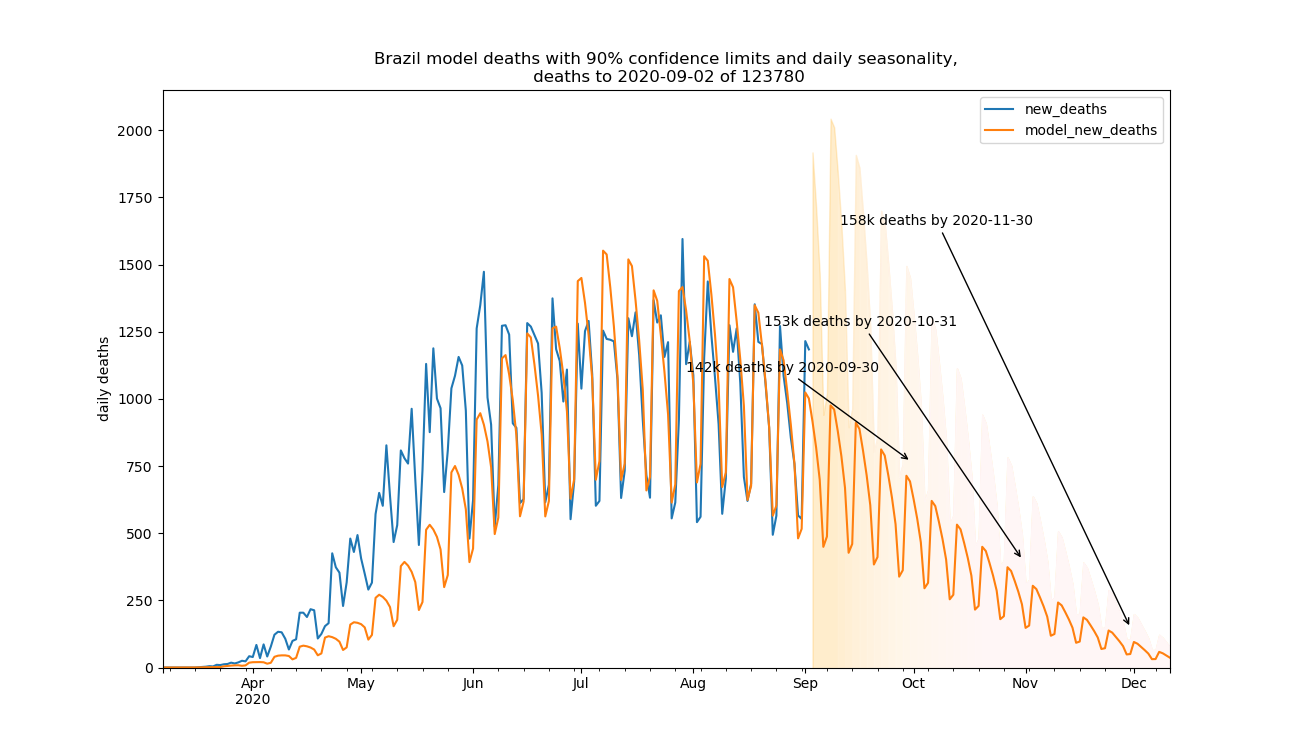 Brazil model deaths with 90% confidence limits and daily seasonality,
deaths to 2020-09-02 of 123780
new_deaths
model_new_deaths
2000
1750
1500
1250
1000
750
500
250
0
daily deaths
158k deaths by 2020-11-30
153k deaths by 2020-10-31
142k deaths by 2020-09-30
Apr May Jun Jul Aug Sep Oct Nov Dec
2020